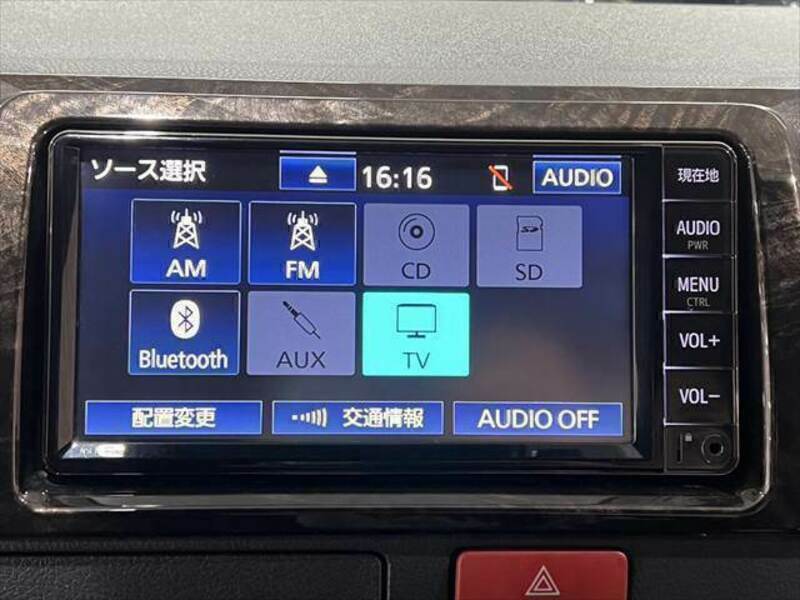 ソース選択
16:16
AUDIO
AM
FM
CD
SD
Bluetooth
AUX
TV
配置変更
交通情報
AUDIO OFF
現在地
AUDIO
PWR
MENU
CTRL
VOL+
VOL-